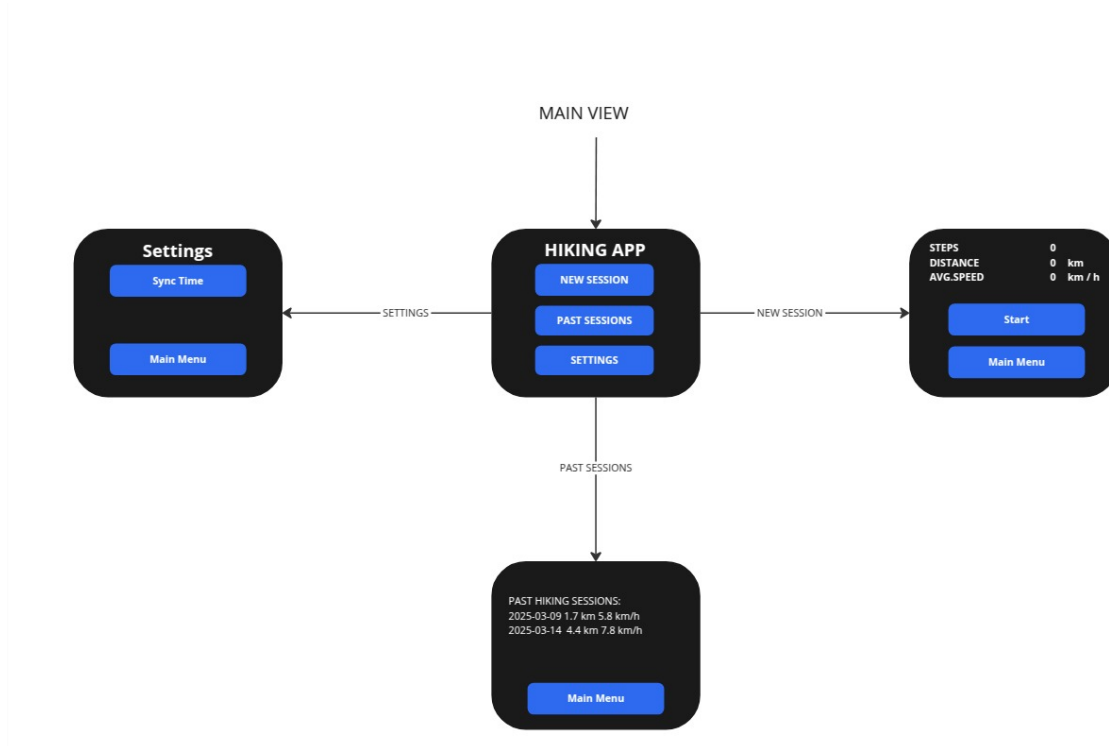 MAIN VIEW
Settings
Sync Time
Main Menu
SETTINGS
HIKING APP
NEW SESSION
PAST SESSIONS
SETTINGS
NEW SESSION
STEPS 0
DISTANCE 0 km
AVG.SPEED 0 km / h
Start
Main Menu
PAST SESSIONS
PAST HIKING SESSIONS:
2025-03-09 1.7 km 5.8 km/h
2025-03-14 4.4 km 7.8 km/h
Main Menu